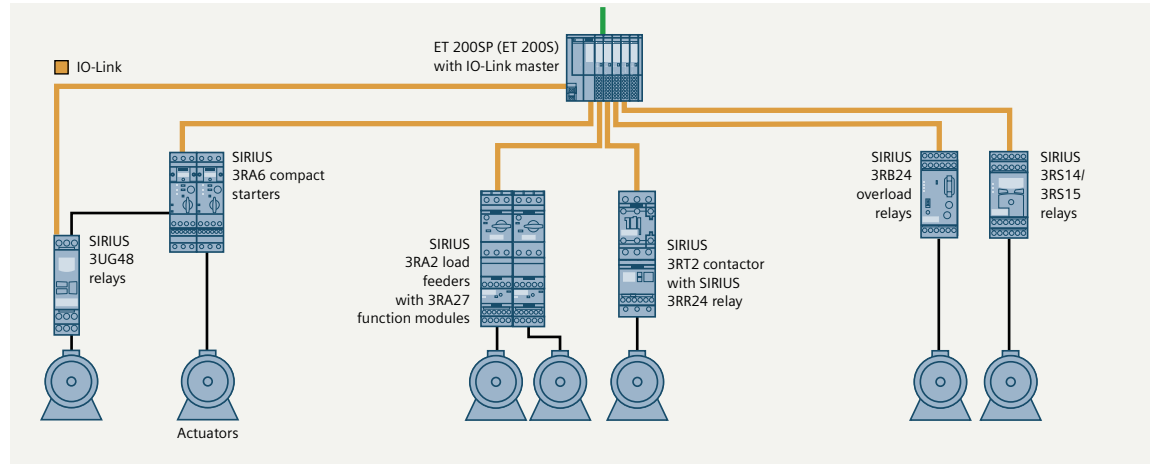 ET 200SP (ET 200S)
with IO-Link master
IO-Link
SIRIUS
3RA6 compact
starters
SIRIUS
3UG48
relays
SIRIUS
3RA2 load
feeders
with 3RA27
function modules
SIRIUS
3RT2 contactor
with SIRIUS
3RR24 relay
SIRIUS
3RB24
overload
relays
SIRIUS
3RS14/
3RS15
relays
Actuators